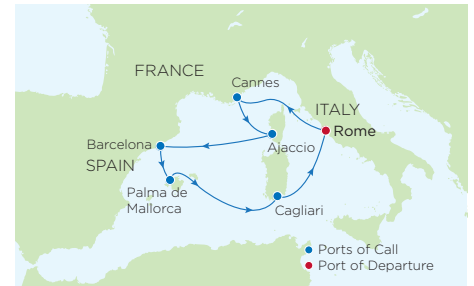 FRANCE
Cannes
ITALY
Rome
Ajaccio
Barcelona
SPAIN
Palma de
Mallorca
Cagliari
Ports of Call
Port of Departure